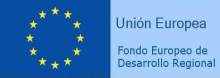 Unión Europea
Fondo Europeo de
Desarrollo Regional